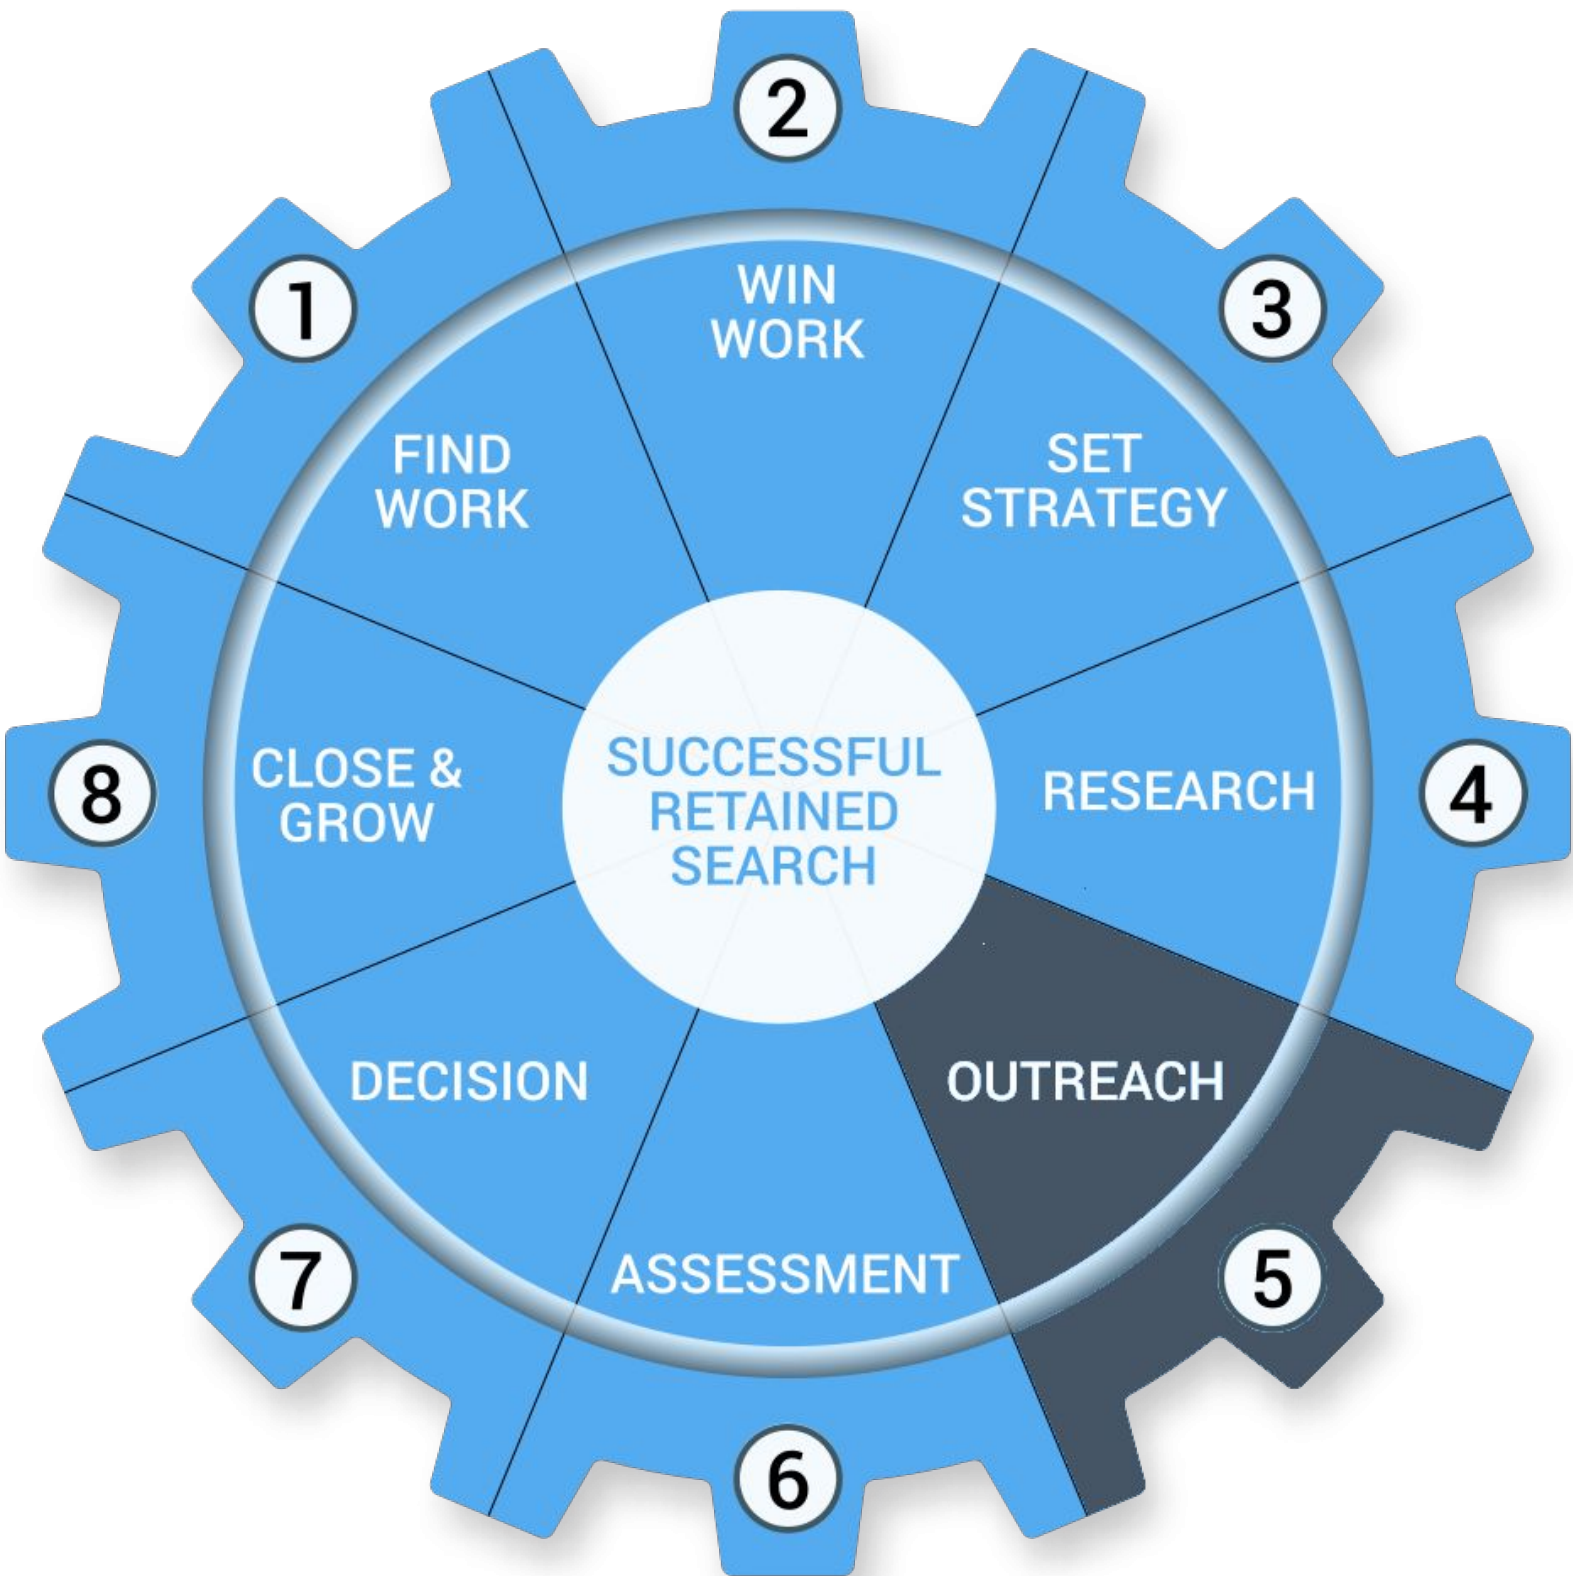 1
FIND
WORK
2
WIN
WORK
3
SET
STRATEGY
4
RESEARCH
5
OUTREACH
6
ASSESSMENT
7
DECISION
8
CLOSE &
GROW
SUCCESSFUL
RETAINED
SEARCH